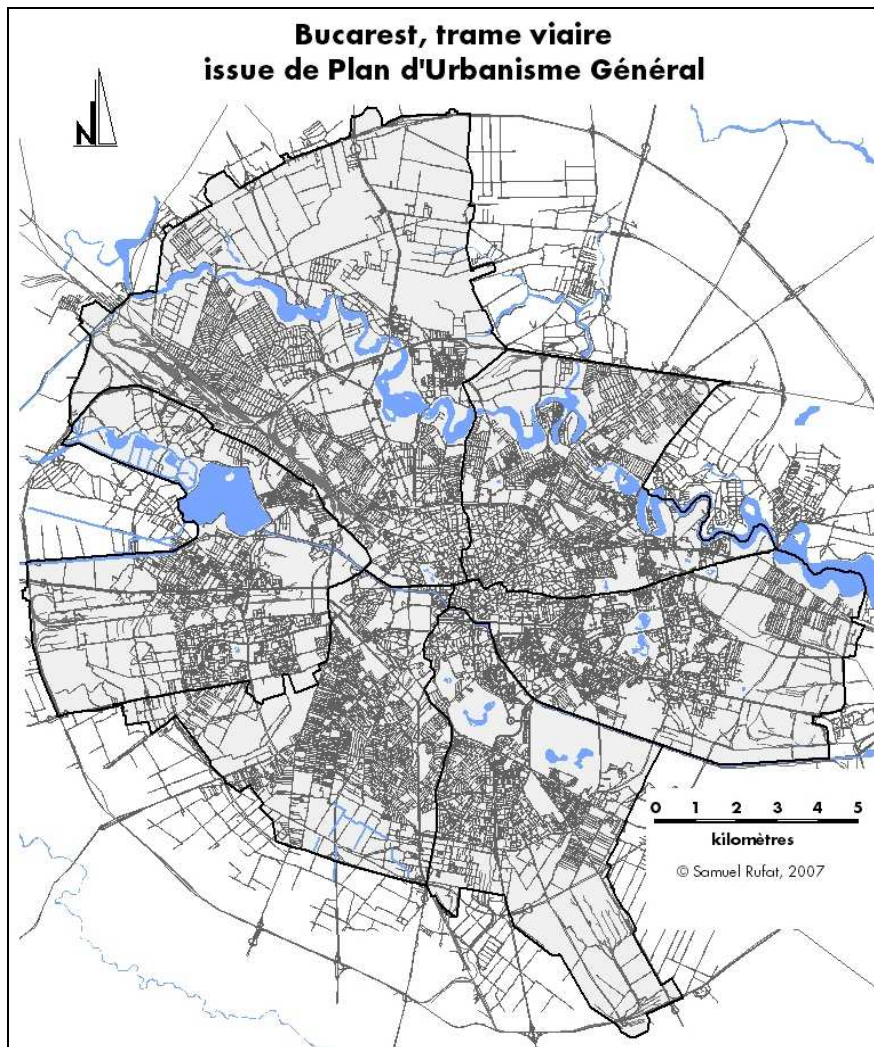 Bucarest, trame viaire
issue de Plan d'Urbanisme Général
N
0 1 2 3 4 5
kilomètres
© Samuel Rufat, 2007